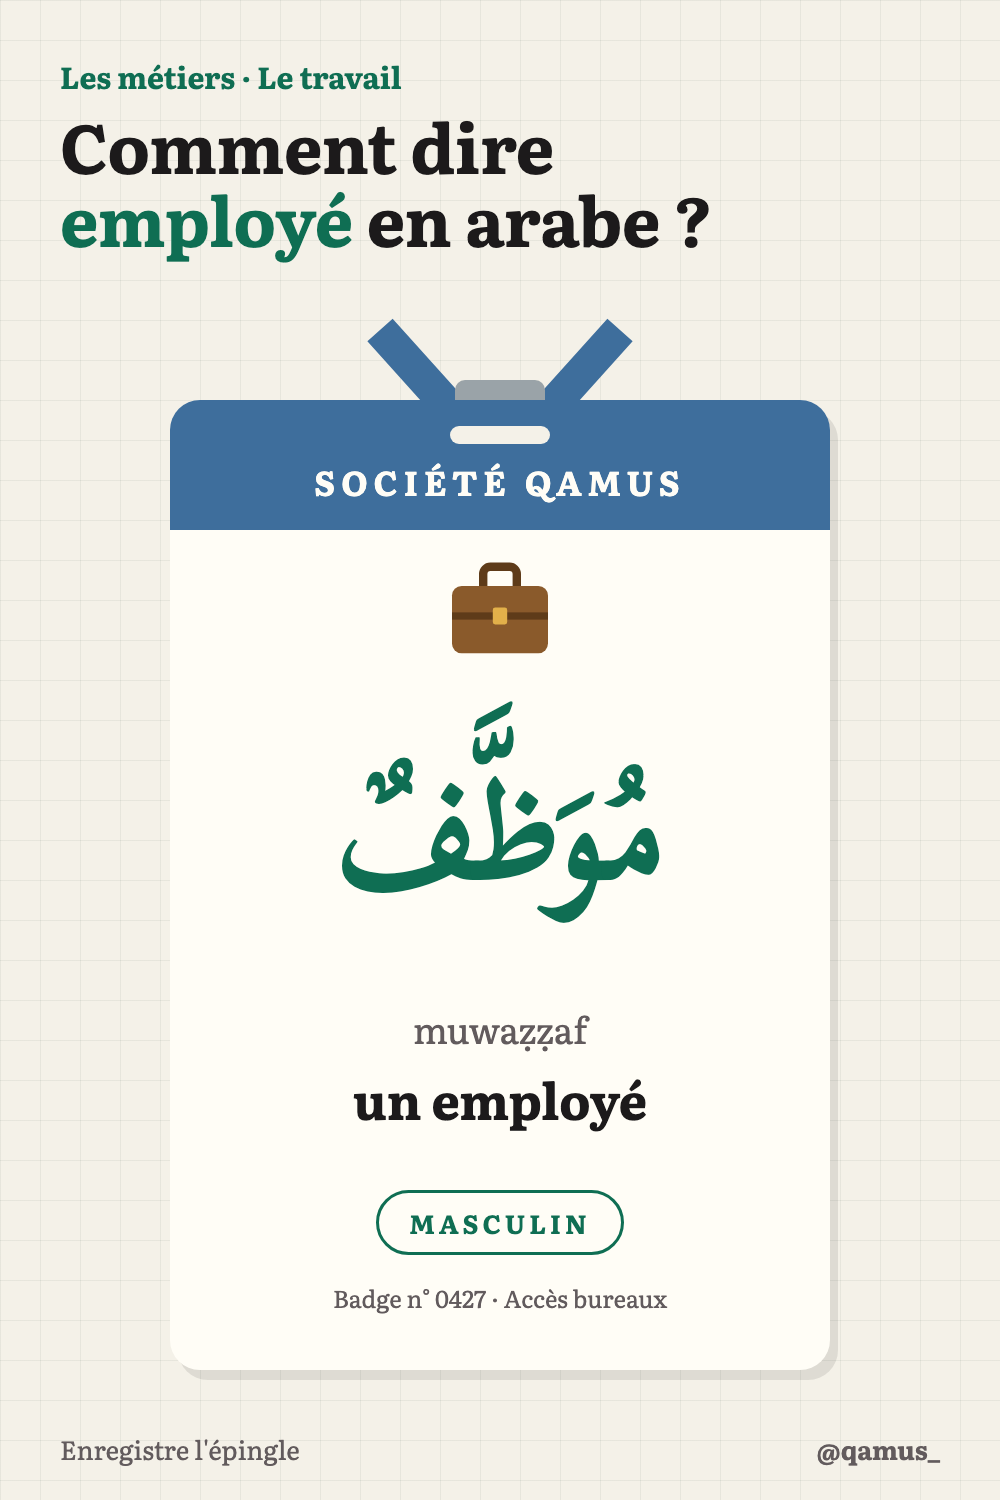 Les métiers · Le travail
Comment dire
employé en arabe ?
SOCIÉTÉ QAMUS
مُوَظَّفٌ
muwaẓẓaf
un employé
MASCULIN
Badge n° 0427 · Accès bureaux
Enregistre l'épingle
@qamus_